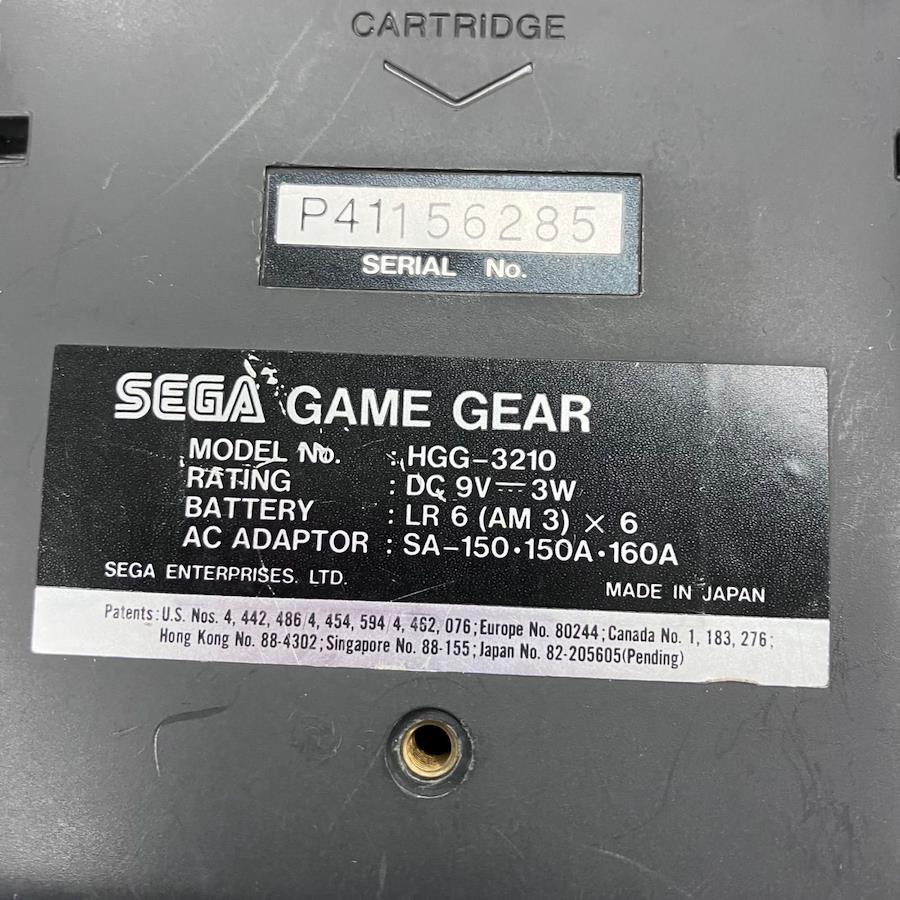 CARTRIDGE
P41156285
SERIAL No.
SEGA GAME GEAR
MODEL No. : HGG-3210
RATING : DC 9V⎓3W
BATTERY : LR 6 (AM 3) × 6
AC ADAPTOR : SA-150・150A・160A
SEGA ENTERPRISES. LTD.
MADE IN JAPAN
Patents: U.S. Nos. 4, 442, 486/4, 454, 594/4, 462, 076; Europe No. 80244; Canada No. 1, 183, 276;
Hong Kong No. 88-4302; Singapore No. 88-155; Japan No. 82-205605(Pending)